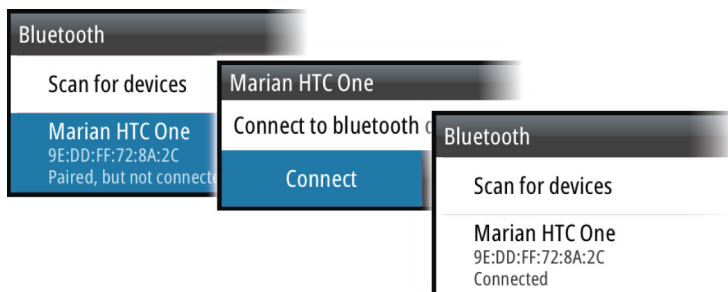 Bluetooth
Scan for devices
Marian HTC One
9E:DD:FF:72:8A:2C
Paired, but not connecte
Marian HTC One
Connect to bluetooth
Connect
Bluetooth
Scan for devices
Marian HTC One
9E:DD:FF:72:8A:2C
Connected